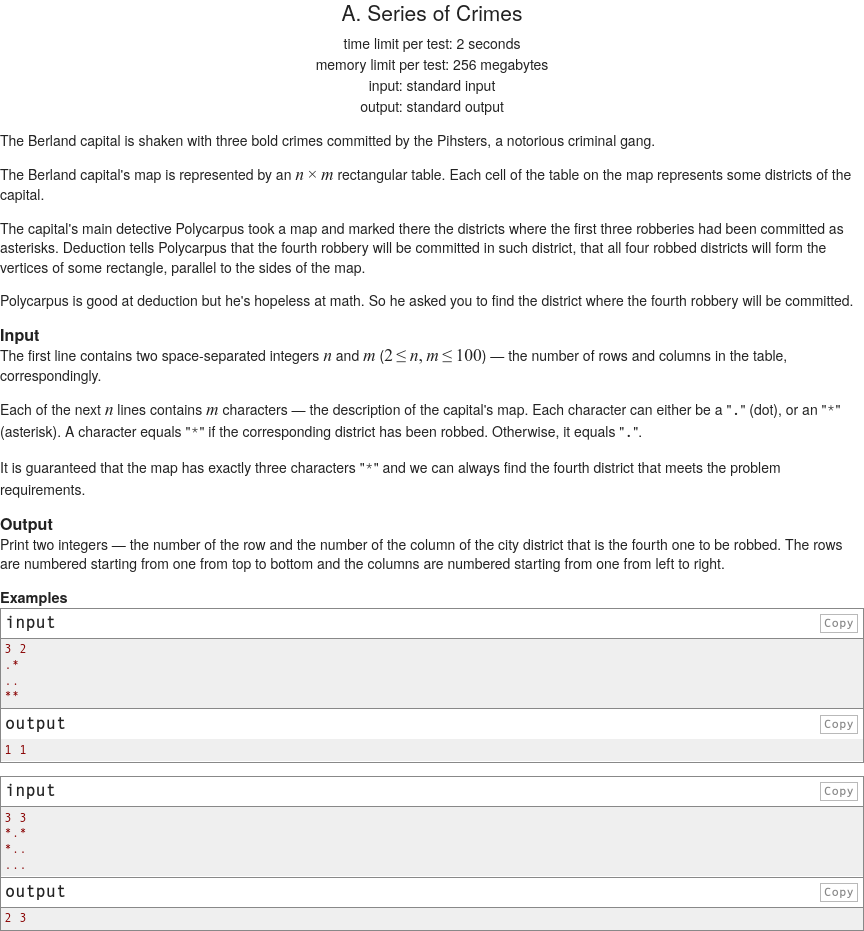 A. Series of Crimes
time limit per test: 2 seconds
memory limit per test: 256 megabytes
input: standard input
output: standard output
The Berland capital is shaken with three bold crimes committed by the Pihsters, a notorious criminal gang.
The Berland capital's map is represented by an n × m rectangular table. Each cell of the table on the map represents some districts of the
capital.
The capital's main detective Polycarpus took a map and marked there the districts where the first three robberies had been committed as
asterisks. Deduction tells Polycarpus that the fourth robbery will be committed in such district, that all four robbed districts will form the
vertices of some rectangle, parallel to the sides of the map.
Polycarpus is good at deduction but he's hopeless at math. So he asked you to find the district where the fourth robbery will be committed.
Input
The first line contains two space-separated integers n and m (2 ≤ n, m ≤ 100) — the number of rows and columns in the table,
correspondingly.
Each of the next n lines contains m characters — the description of the capital's map. Each character can either be a "." (dot), or an "*"
(asterisk). A character equals "*" if the corresponding district has been robbed. Otherwise, it equals ".".
It is guaranteed that the map has exactly three characters "*" and we can always find the fourth district that meets the problem
requirements.
Output
Print two integers — the number of the row and the number of the column of the city district that is the fourth one to be robbed. The rows
are numbered starting from one from top to bottom and the columns are numbered starting from one from left to right.
Examples
input Copy
3 2
.*
..
**
output Copy
1 1
input Copy
3 3
*.*
*..
...
output Copy
2 3